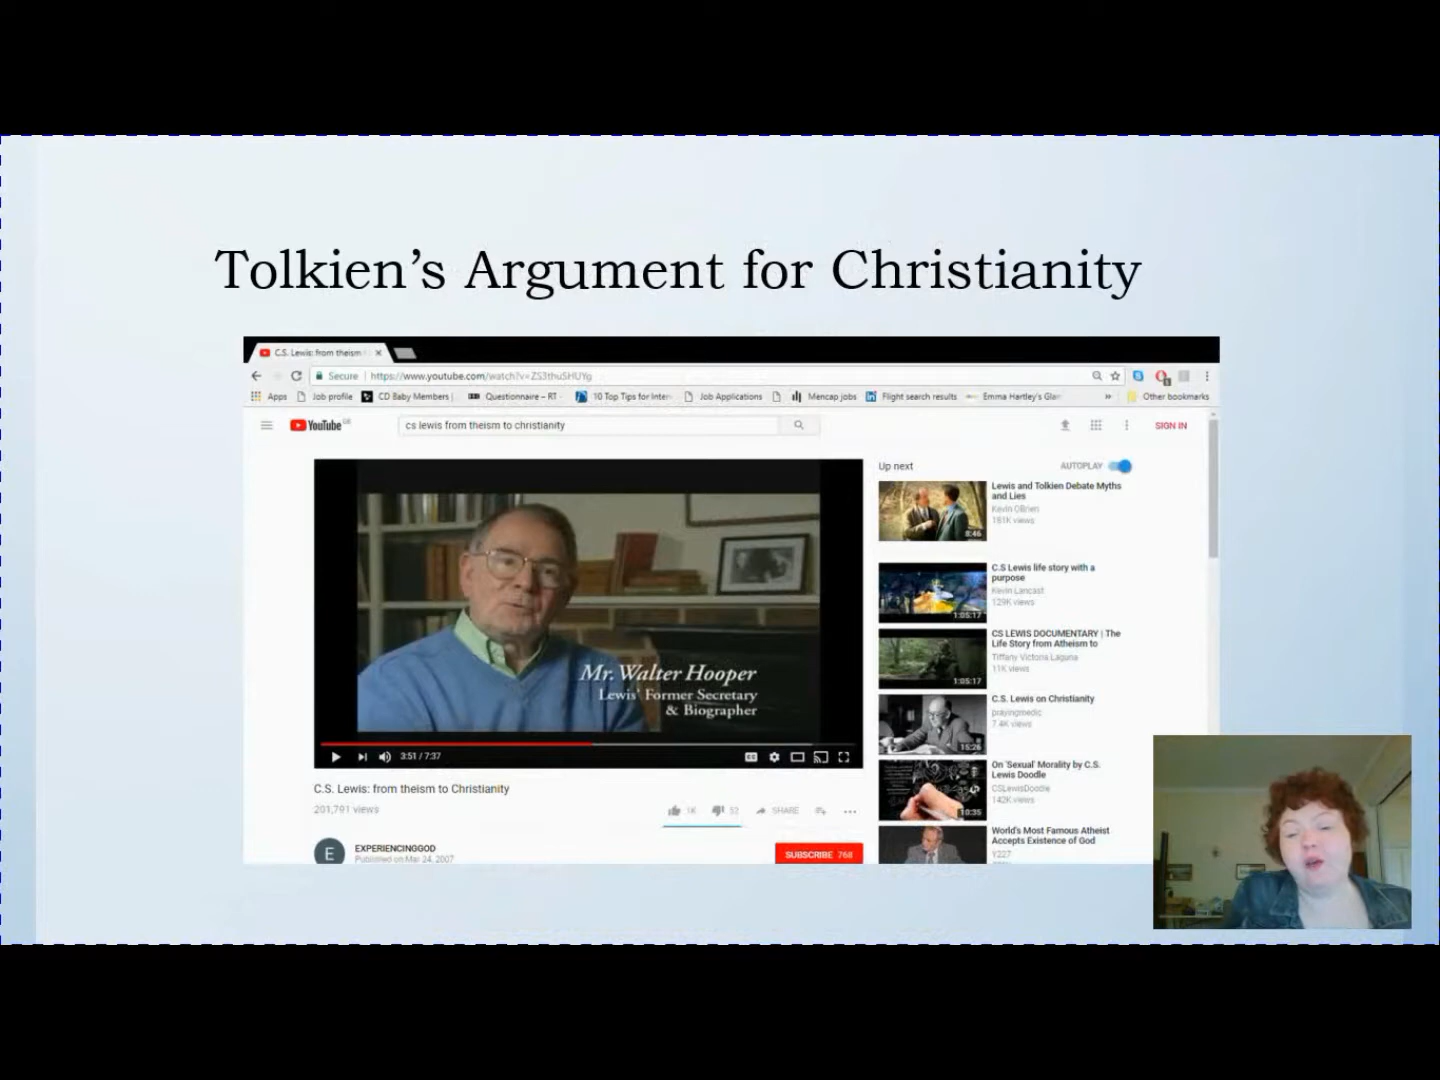 Tolkien's Argument for Christianity
C.S. Lewis: from theism
Secure https://www.youtube.com/watch?v=ZS3thuSHUYg
Apps Job profile CD Baby Members Questionnaire – RT 10 Top Tips for Inter Job Applications Mencap jobs Flight search results Emma Hartley's Gla » Other bookmarks
YouTube GB cs lewis from theism to christianity SIGN IN
Mr. Walter Hooper
Lewis' Former Secretary
& Biographer
3:51 / 7:37
C.S. Lewis: from theism to Christianity
201,791 views
1K 52 SHARE
E EXPERIENCINGGOD
Published on Mar 24, 2007
SUBSCRIBE 768
Up next AUTOPLAY
Lewis and Tolkien Debate Myths
and Lies
Kevin OBrien
181K views
8:46
C.S Lewis life story with a
purpose
Kevin Lancast
129K views
1:05:17
CS LEWIS DOCUMENTARY | The
Life Story from Atheism to
Tiffany Victoria Laguna
11K views
1:05:17
C.S. Lewis on Christianity
prayingmedic
7.4K views
15:26
On 'Sexual' Morality by C.S.
Lewis Doodle
CSLewisDoodle
142K views
10:35
World's Most Famous Atheist
Accepts Existence of God
Y227